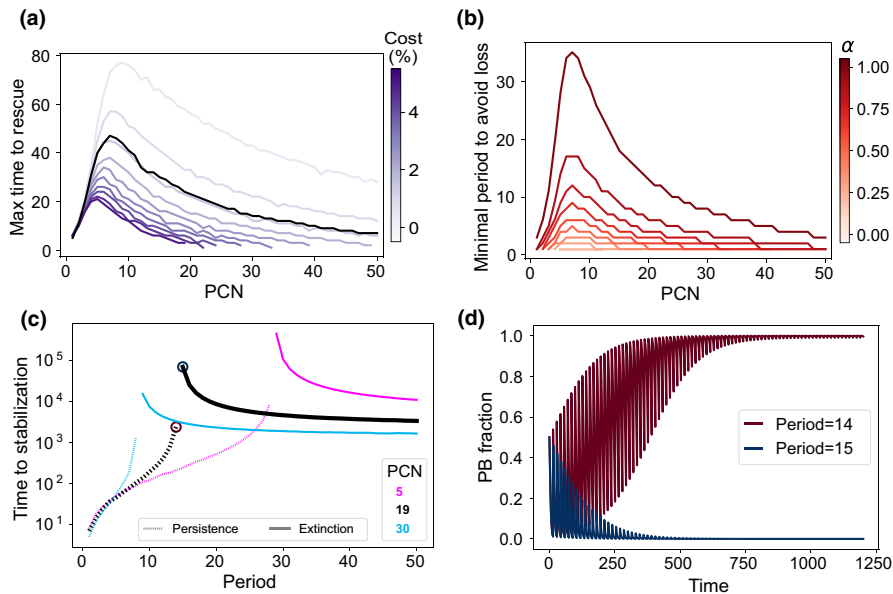 (a)
Cost
(%)
80
60
40
20
0
Max time to rescue
0
10
20
30
40
50
PCN
4
2
0
(b)
α
30
20
10
0
Minimal period to avoid loss
0
10
20
30
40
50
PCN
1.00
0.75
0.50
0.25
0.00
(c)
10^5
10^4
10^3
10^2
10^1
Time to stabilization
PCN
5
19
30
Persistence
Extinction
0
10
20
30
40
50
Period
(d)
1.0
0.8
0.6
0.4
0.2
0.0
PB fraction
Period=14
Period=15
0
250
500
750
1000
1250
Time